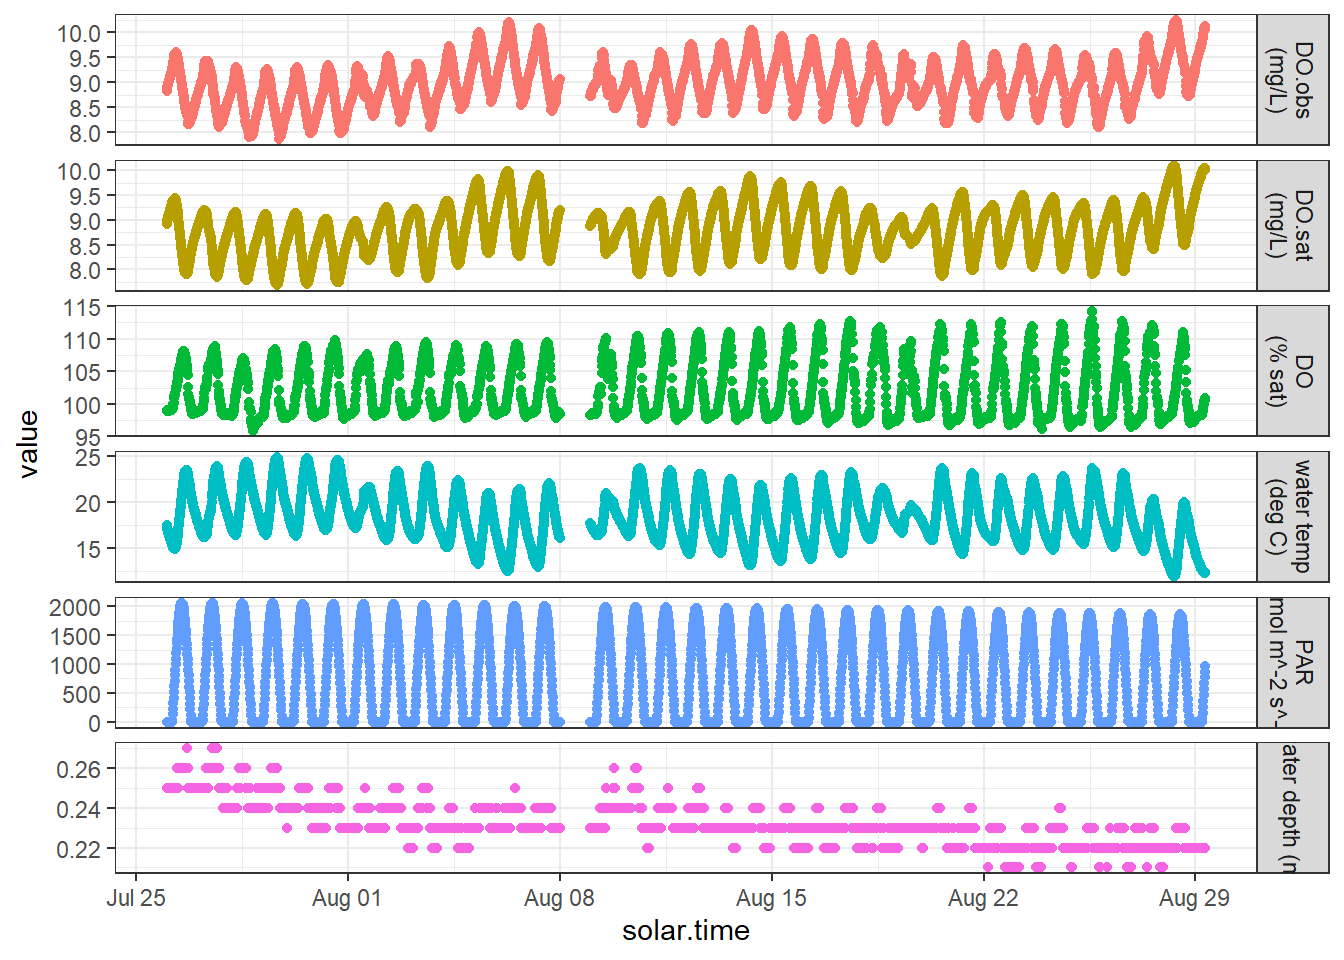 value
10.0
9.5
9.0
8.5
8.0
DO.obs
(mg/L)
10.0
9.5
9.0
8.5
8.0
DO.sat
(mg/L)
115
110
105
100
95
DO
(% sat)
25
20
15
water temp
(deg C)
2000
1500
1000
500
0
PAR
mol m^-2 s^-
0.26
0.24
0.22
ater depth (m
Jul 25
Aug 01
Aug 08
Aug 15
Aug 22
Aug 29
solar.time